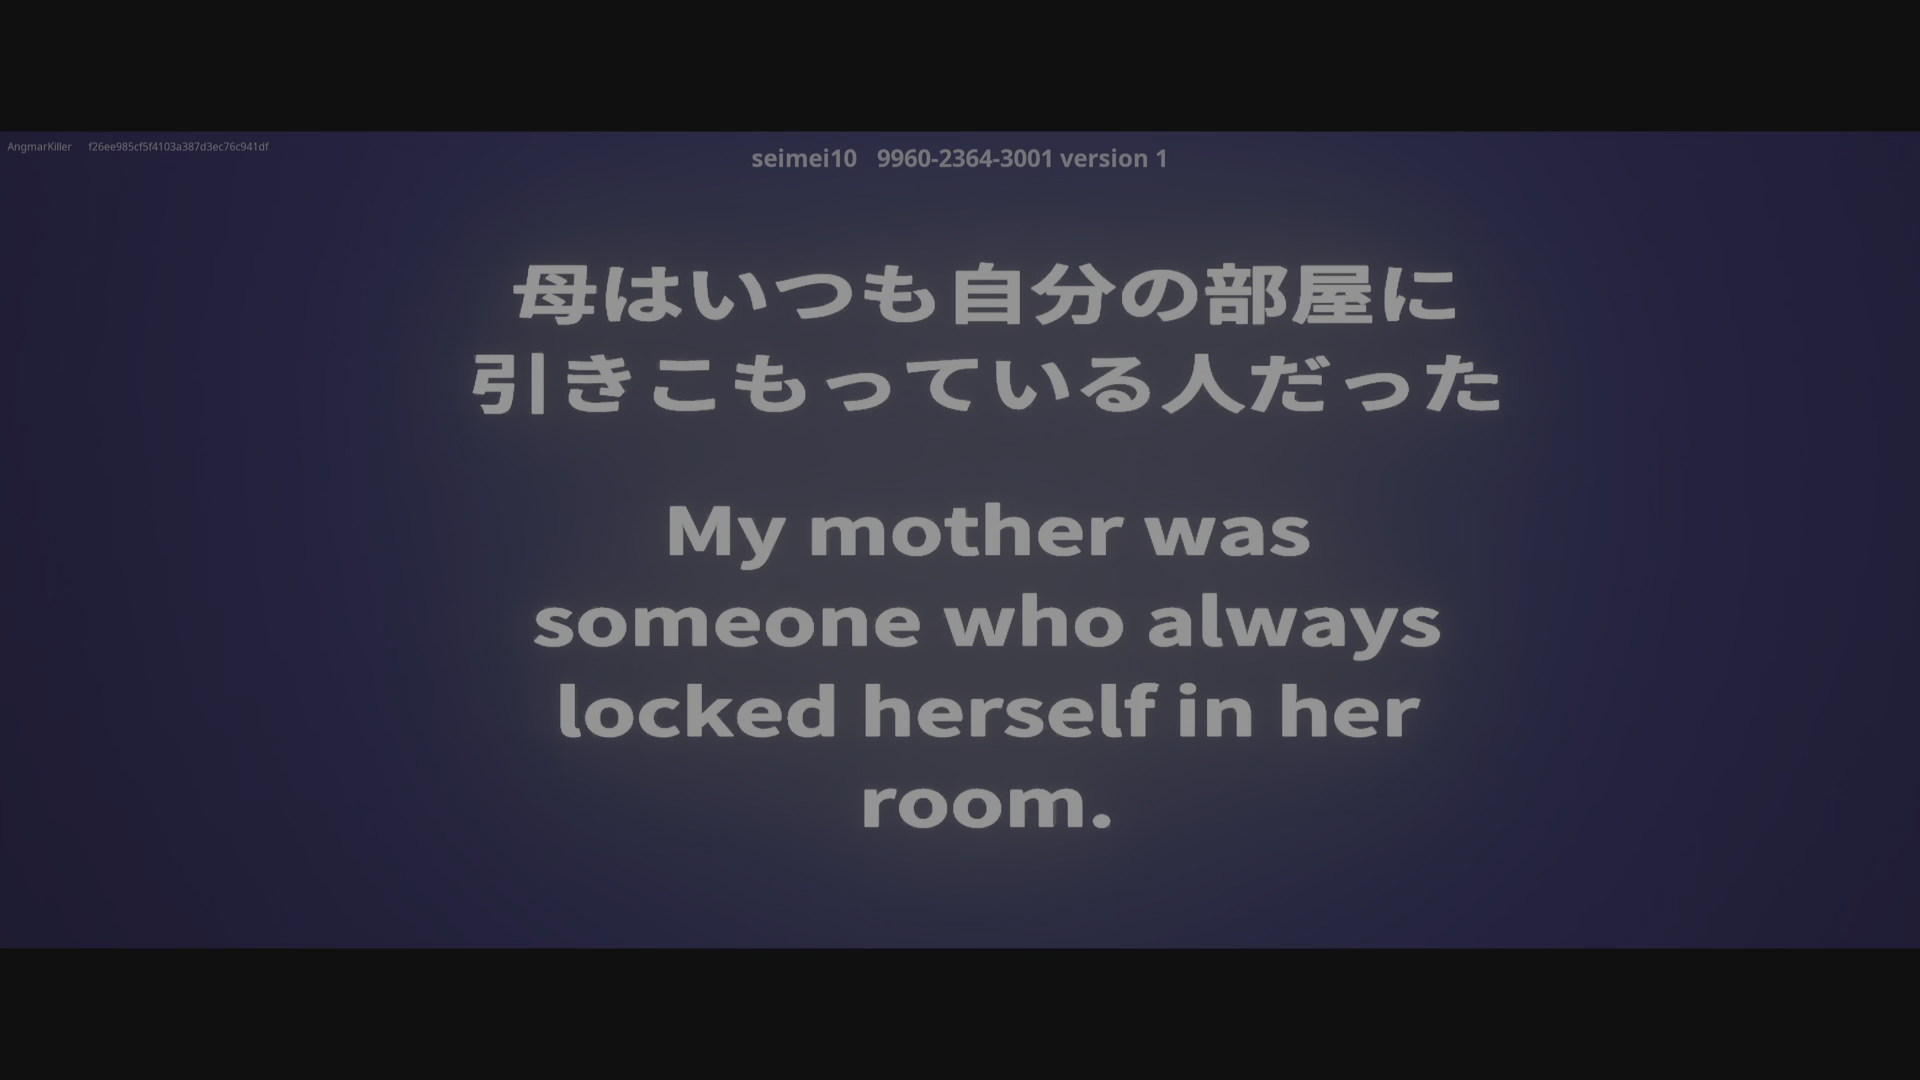 AngmarKiller f26ee985cf5f4103a387d3ec76c941df
seimei10 9960-2364-3001 version 1
母はいつも自分の部屋に
引きこもっている人だった
My mother was
someone who always
locked herself in her
room.